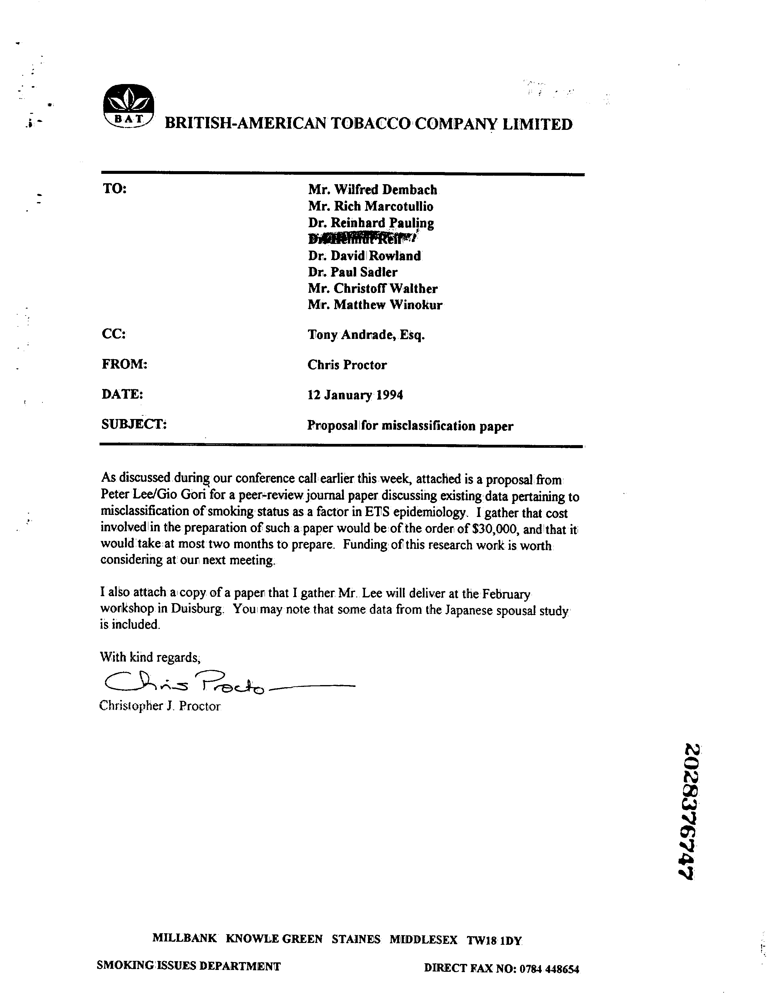 BAT
BRITISH-AMERICAN TOBACCO COMPANY LIMITED
TO: Mr. Wilfred Dembach
Mr. Rich Marcotullio
Dr. Reinhard Pauling
Dr. David Rowland
Dr. Paul Sadler
Mr. Christoff Walther
Mr. Matthew Winokur
CC: Tony Andrade, Esq.
FROM: Chris Proctor
DATE: 12 January 1994
SUBJECT: Proposal for misclassification paper
As discussed during our conference call earlier this week, attached is a proposal from
Peter Lee/Gio Gori for a peer-review journal paper discussing existing data pertaining to
misclassification of smoking status as a factor in ETS epidemiology. I gather that cost
involved in the preparation of such a paper would be of the order of $30,000, and that it
would take at most two months to prepare. Funding of this research work is worth
considering at our next meeting.
I also attach a copy of a paper that I gather Mr. Lee will deliver at the February
workshop in Duisburg. You may note that some data from the Japanese spousal study
is included.
With kind regards,
Chris Proctor
Christopher J. Proctor
2028376747
MILLBANK KNOWLE GREEN STAINES MIDDLESEX TW18 1DY
SMOKING ISSUES DEPARTMENT DIRECT FAX NO: 0784 448654